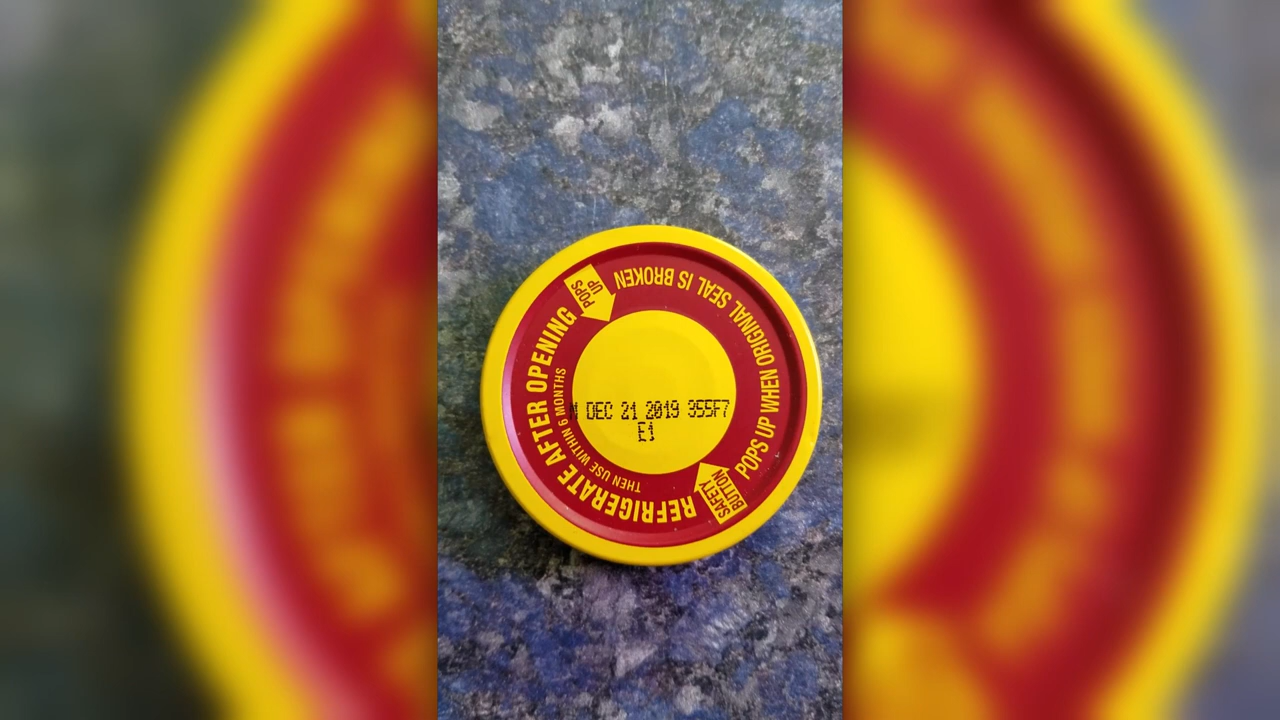 REFRIGERATE AFTER OPENING
THEN USE WITHIN 6 MONTHS
POPS
UP
POPS UP WHEN ORIGINAL SEAL IS BROKEN
SAFETY
BUTTON
DEC 21 2019 355F7
E1